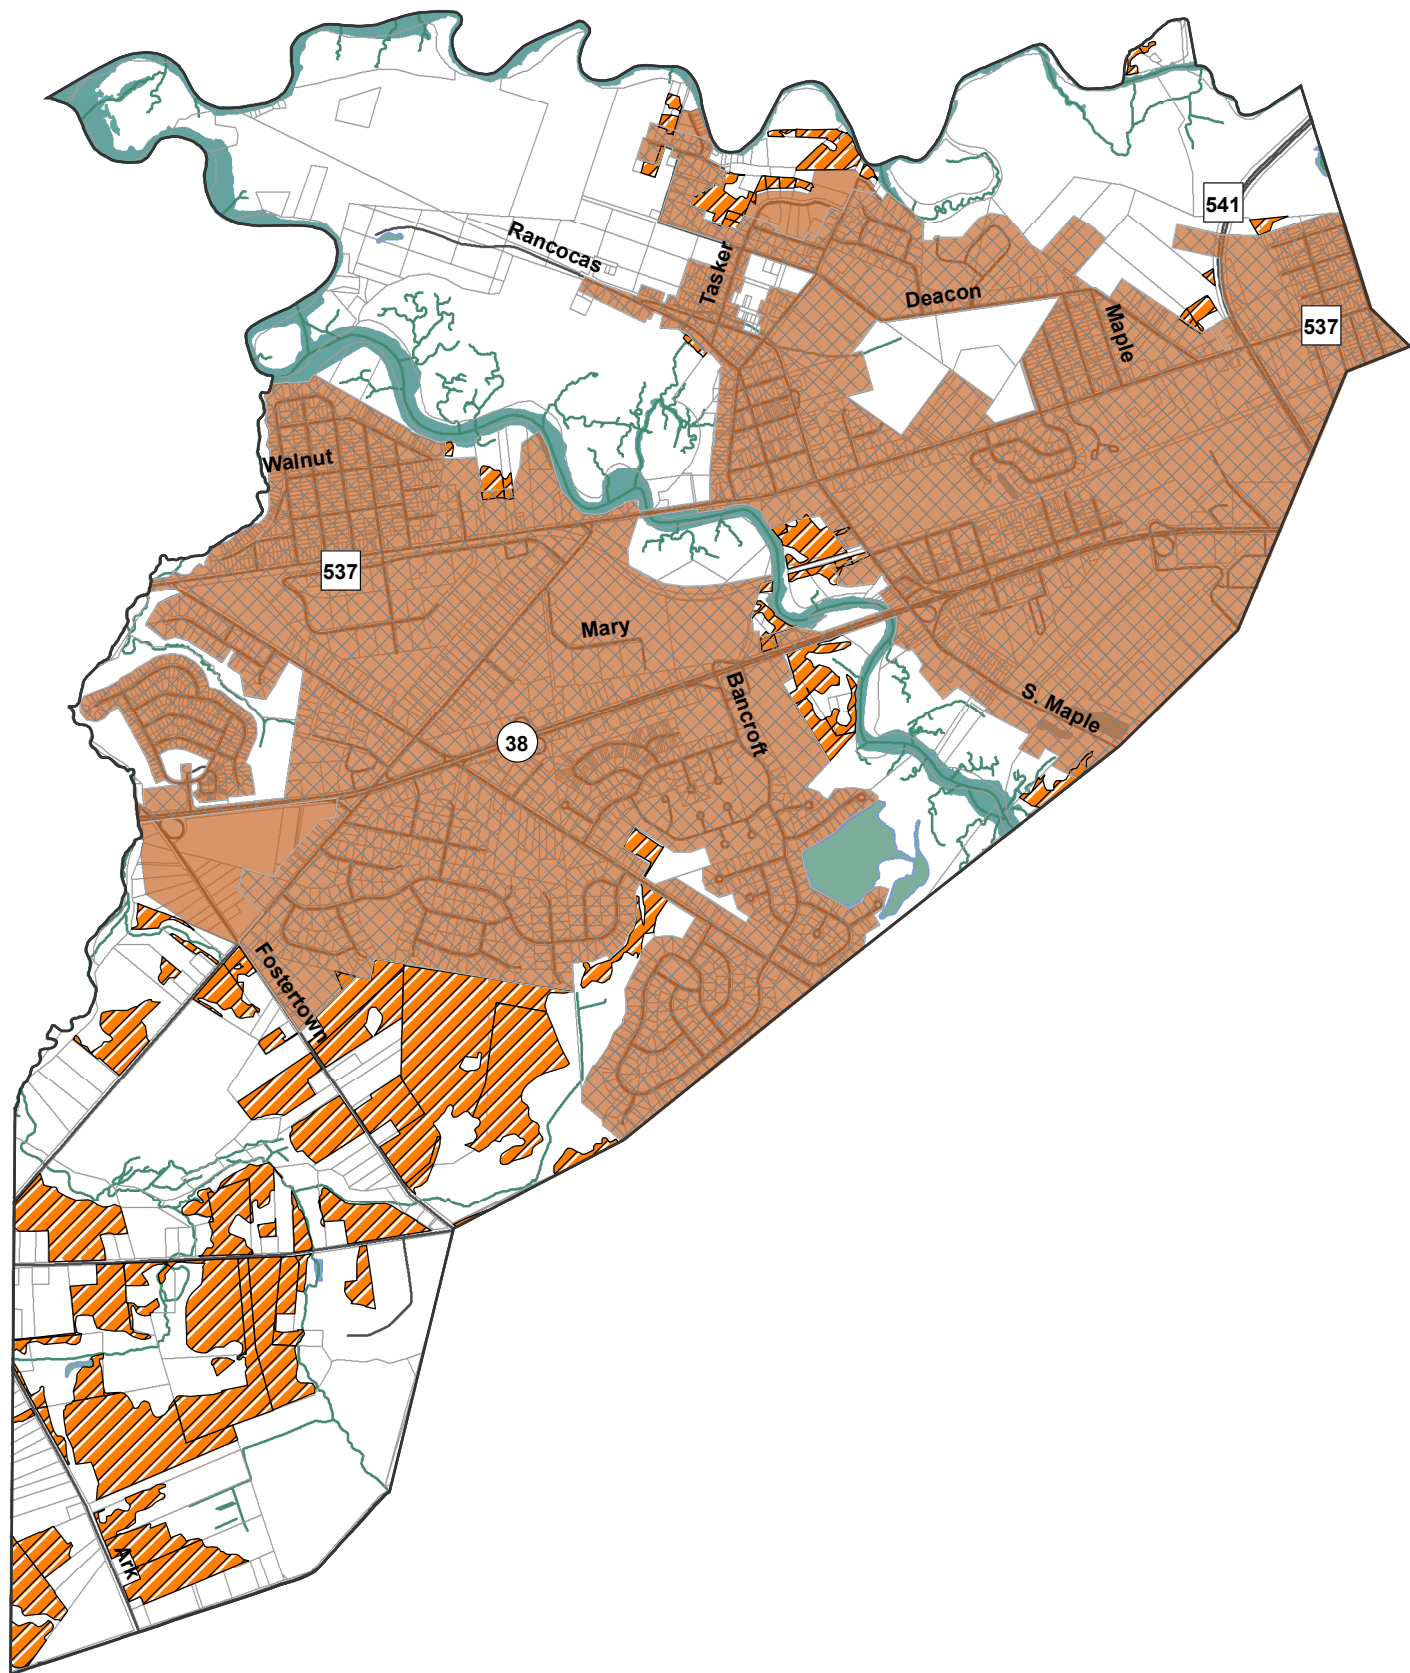 541
Rancocas
Tasker
Deacon
Maple
537
Walnut
537
Mary
Bancroft
S. Maple
38
Fostertown
Ark